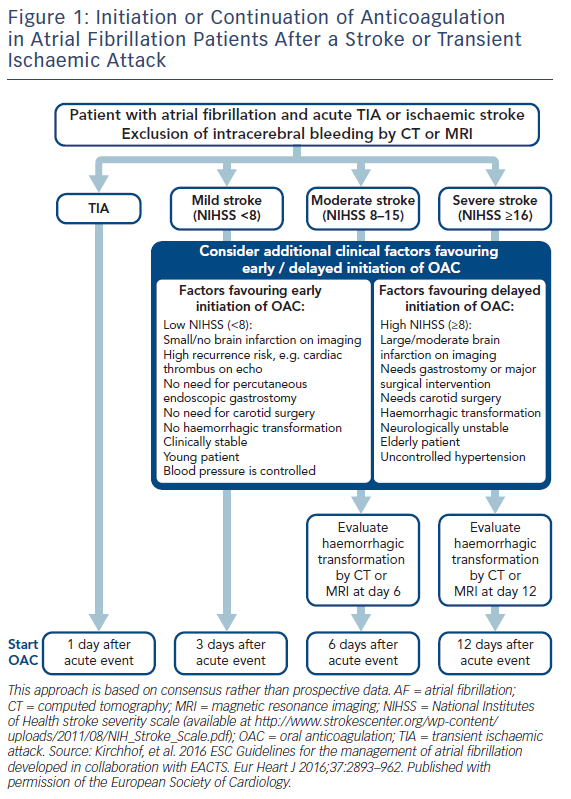 Figure 1: Initiation or Continuation of Anticoagulation
in Atrial Fibrillation Patients After a Stroke or Transient
Ischaemic Attack
Patient with atrial fibrillation and acute TIA or ischaemic stroke
Exclusion of intracerebral bleeding by CT or MRI
TIA
Mild stroke
(NIHSS <8)
Moderate stroke
(NIHSS 8–15)
Severe stroke
(NIHSS ≥16)
Consider additional clinical factors favouring
early / delayed initiation of OAC
Factors favouring early
initiation of OAC:
Low NIHSS (<8):
Small/no brain infarction on imaging
High recurrence risk, e.g. cardiac
thrombus on echo
No need for percutaneous
endoscopic gastrostomy
No need for carotid surgery
No haemorrhagic transformation
Clinically stable
Young patient
Blood pressure is controlled
Factors favouring delayed
initiation of OAC:
High NIHSS (≥8):
Large/moderate brain
infarction on imaging
Needs gastrostomy or major
surgical intervention
Needs carotid surgery
Haemorrhagic transformation
Neurologically unstable
Elderly patient
Uncontrolled hypertension
Evaluate
haemorrhagic
transformation
by CT or
MRI at day 6
Evaluate
haemorrhagic
transformation
by CT or
MRI at day 12
Start
OAC
1 day after
acute event
3 days after
acute event
6 days after
acute event
12 days after
acute event
This approach is based on consensus rather than prospective data. AF = atrial fibrillation;
CT = computed tomography; MRI = magnetic resonance imaging; NIHSS = National Institutes
of Health stroke severity scale (available at http://www.strokescenter.org/wp-content/
uploads/2011/08/NIH_Stroke_Scale.pdf); OAC = oral anticoagulation; TIA = transient ischaemic
attack. Source: Kirchhof, et al. 2016 ESC Guidelines for the management of atrial fibrillation
developed in collaboration with EACTS. Eur Heart J 2016;37:2893–962. Published with
permission of the European Society of Cardiology.